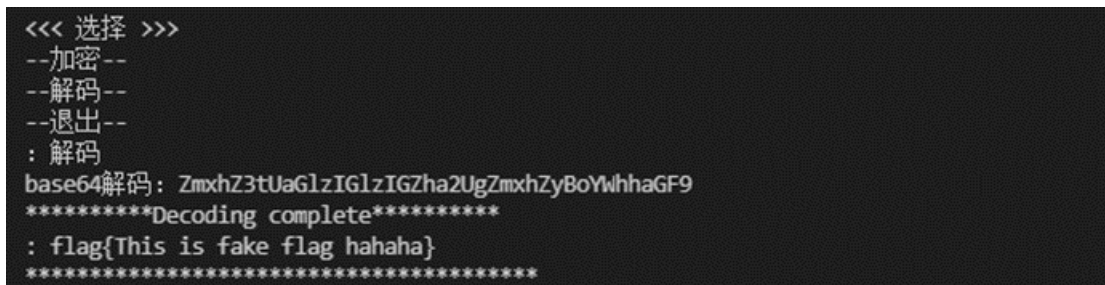 <<< 选择 >>>
--加密--
--解码--
--退出--
: 解码
base64解码: ZmxhZ3tUaGlzIGlzIGZha2UgZmxhZyBoYWhhaGF9
**********Decoding complete**********
: flag{This is fake flag hahaha}
****************************************